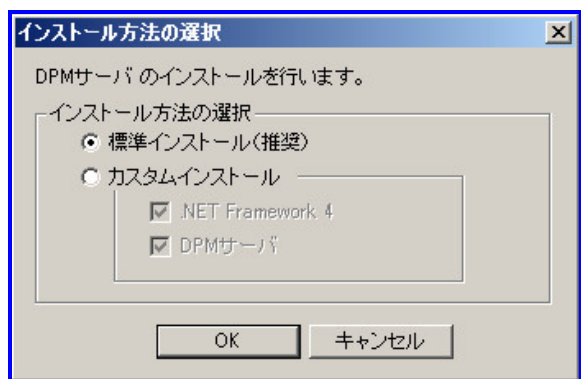 インストール方法の選択
DPMサーバ のインストールを行います。
インストール方法の選択
標準インストール(推奨)
カスタムインストール
.NET Framework 4
DPMサーバ
OK
キャンセル